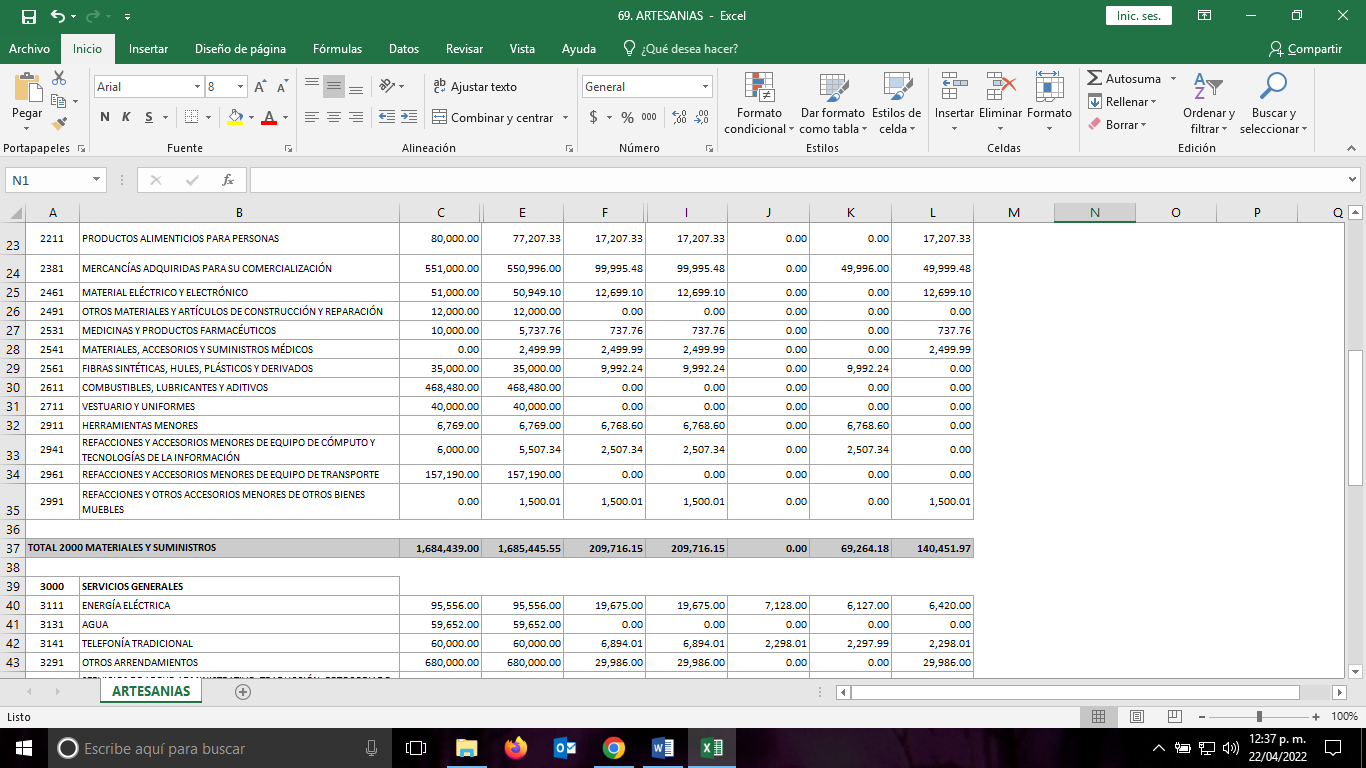 69. ARTESANIAS - Excel
Inic. ses.
Archivo Inicio Insertar Diseño de página Fórmulas Datos Revisar Vista Ayuda ¿Qué desea hacer? Compartir
Pegar
Portapapeles
Arial 8 A A
N K S A
Fuente
ab Ajustar texto
Combinar y centrar
Alineación
General
$ % 000
Número
Formato condicional
Dar formato como tabla
Estilos de celda
Estilos
Insertar Eliminar Formato
Celdas
Autosuma
Rellenar
Borrar
Ordenar y filtrar
Buscar y seleccionar
Edición
N1 fx
A B C E F I J K L M N O P Q
23 2211 PRODUCTOS ALIMENTICIOS PARA PERSONAS 80,000.00 77,207.33 17,207.33 17,207.33 0.00 0.00 17,207.33
24 2381 MERCANCÍAS ADQUIRIDAS PARA SU COMERCIALIZACIÓN 551,000.00 550,996.00 99,995.48 99,995.48 0.00 49,996.00 49,999.48
25 2461 MATERIAL ELÉCTRICO Y ELECTRÓNICO 51,000.00 50,949.10 12,699.10 12,699.10 0.00 0.00 12,699.10
26 2491 OTROS MATERIALES Y ARTÍCULOS DE CONSTRUCCIÓN Y REPARACIÓN 12,000.00 12,000.00 0.00 0.00 0.00 0.00 0.00
27 2531 MEDICINAS Y PRODUCTOS FARMACÉUTICOS 10,000.00 5,737.76 737.76 737.76 0.00 0.00 737.76
28 2541 MATERIALES, ACCESORIOS Y SUMINISTROS MÉDICOS 0.00 2,499.99 2,499.99 2,499.99 0.00 0.00 2,499.99
29 2561 FIBRAS SINTÉTICAS, HULES, PLÁSTICOS Y DERIVADOS 35,000.00 35,000.00 9,992.24 9,992.24 0.00 9,992.24 0.00
30 2611 COMBUSTIBLES, LUBRICANTES Y ADITIVOS 468,480.00 468,480.00 0.00 0.00 0.00 0.00 0.00
31 2711 VESTUARIO Y UNIFORMES 40,000.00 40,000.00 0.00 0.00 0.00 0.00 0.00
32 2911 HERRAMIENTAS MENORES 6,769.00 6,769.00 6,768.60 6,768.60 0.00 6,768.60 0.00
33 2941 REFACCIONES Y ACCESORIOS MENORES DE EQUIPO DE CÓMPUTO Y
TECNOLOGÍAS DE LA INFORMACIÓN 6,000.00 5,507.34 2,507.34 2,507.34 0.00 2,507.34 0.00
34 2961 REFACCIONES Y ACCESORIOS MENORES DE EQUIPO DE TRANSPORTE 157,190.00 157,190.00 0.00 0.00 0.00 0.00 0.00
35 2991 REFACCIONES Y OTROS ACCESORIOS MENORES DE OTROS BIENES
MUEBLES 0.00 1,500.01 1,500.01 1,500.01 0.00 0.00 1,500.01
36
37 TOTAL 2000 MATERIALES Y SUMINISTROS 1,684,439.00 1,685,445.55 209,716.15 209,716.15 0.00 69,264.18 140,451.97
38
39 3000 SERVICIOS GENERALES
40 3111 ENERGÍA ELÉCTRICA 95,556.00 95,556.00 19,675.00 19,675.00 7,128.00 6,127.00 6,420.00
41 3131 AGUA 59,652.00 59,652.00 0.00 0.00 0.00 0.00 0.00
42 3141 TELEFONÍA TRADICIONAL 60,000.00 60,000.00 6,894.01 6,894.01 2,298.01 2,297.99 2,298.01
43 3291 OTROS ARRENDAMIENTOS 680,000.00 680,000.00 29,986.00 29,986.00 0.00 0.00 29,986.00
ARTESANIAS
Listo 100%
Escribe aquí para buscar
12:37 p. m.
22/04/2022